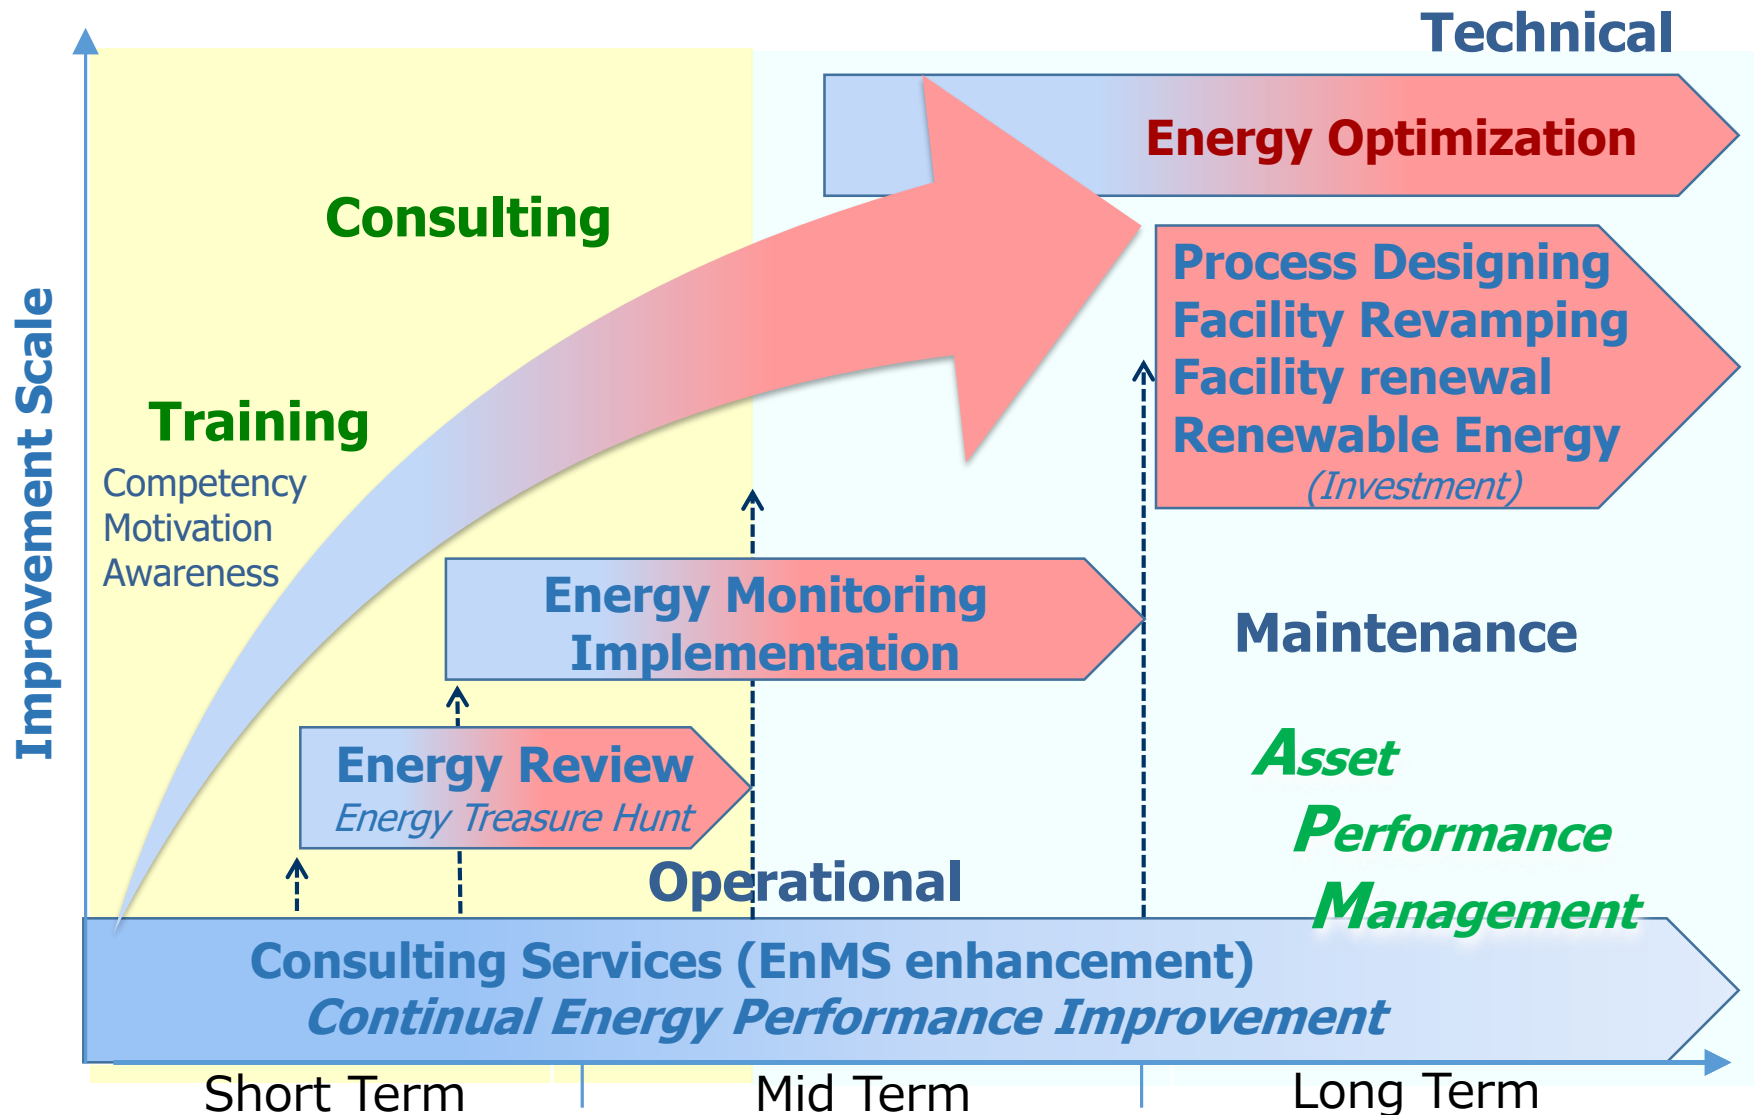 Technical
Energy Optimization
Consulting
Process Designing
Facility Revamping
Facility renewal
Renewable Energy
(Investment)
Improvement Scale
Training
Competency
Motivation
Awareness
Energy Monitoring
Implementation
Maintenance
Energy Review
Energy Treasure Hunt
Asset
Performance
Management
Operational
Consulting Services (EnMS enhancement)
Continual Energy Performance Improvement
Short Term
Mid Term
Long Term